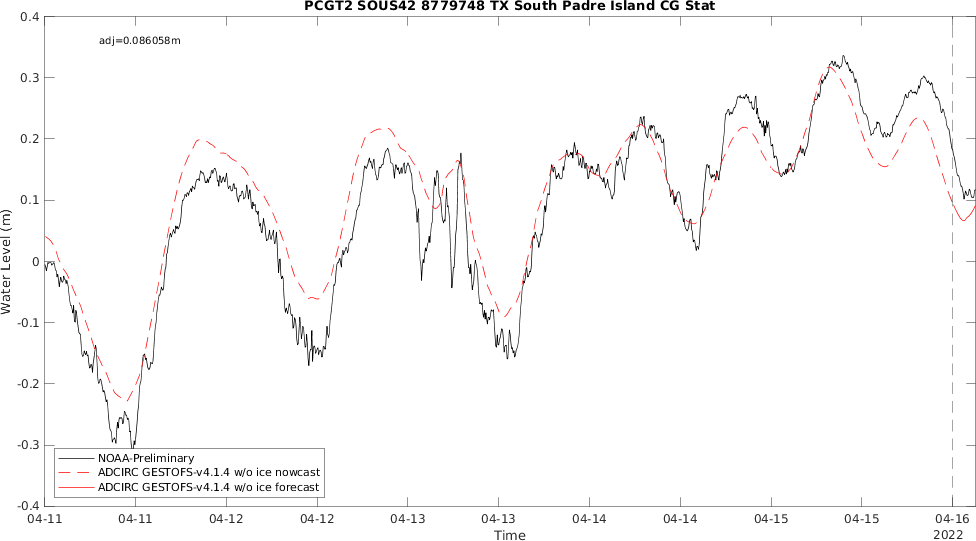 PCGT2 SOUS42 8779748 TX South Padre Island CG Stat
adj=0.086058m
0.4
0.3
0.2
0.1
0
-0.1
-0.2
-0.3
-0.4
Water Level (m)
NOAA-Preliminary
ADCIRC GESTOFS-v4.1.4 w/o ice nowcast
ADCIRC GESTOFS-v4.1.4 w/o ice forecast
04-11 04-11 04-12 04-12 04-13 04-13 04-14 04-14 04-15 04-15 04-16
Time
2022